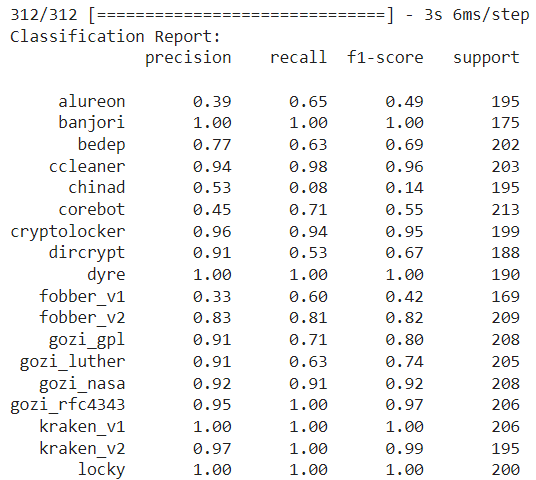 312/312 [==============================] - 3s 6ms/step
Classification Report:
precision recall f1-score support
alureon 0.39 0.65 0.49 195
banjori 1.00 1.00 1.00 175
bedep 0.77 0.63 0.69 202
ccleaner 0.94 0.98 0.96 203
chinad 0.53 0.08 0.14 195
corebot 0.45 0.71 0.55 213
cryptolocker 0.96 0.94 0.95 199
dircrypt 0.91 0.53 0.67 188
dyre 1.00 1.00 1.00 190
fobber_v1 0.33 0.60 0.42 169
fobber_v2 0.83 0.81 0.82 209
gozi_gpl 0.91 0.71 0.80 208
gozi_luther 0.91 0.63 0.74 205
gozi_nasa 0.92 0.91 0.92 208
gozi_rfc4343 0.95 1.00 0.97 206
kraken_v1 1.00 1.00 1.00 206
kraken_v2 0.97 1.00 0.99 195
locky 1.00 1.00 1.00 200